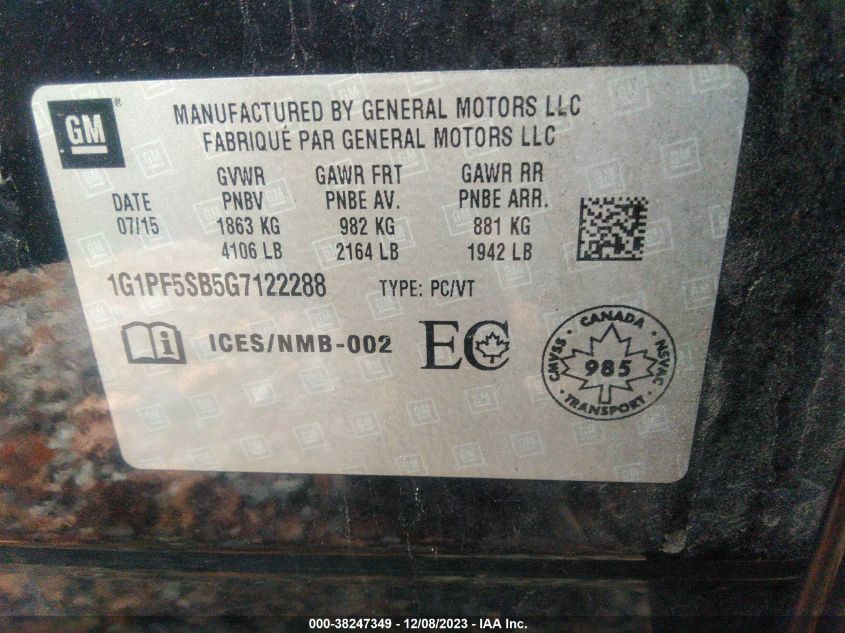 GM
MANUFACTURED BY GENERAL MOTORS LLC
FABRIQUÉ PAR GENERAL MOTORS LLC
GVWR GAWR FRT GAWR RR
DATE PNBV PNBE AV. PNBE ARR.
07/15 1863 KG 982 KG 881 KG
4106 LB 2164 LB 1942 LB
1G1PF5SB5G7122288 TYPE: PC/VT
i ICES/NMB-002 EC
CMVSS · CANADA · NSVAC · TRANSPORT ·
985
000-38247349 - 12/08/2023 - IAA Inc.